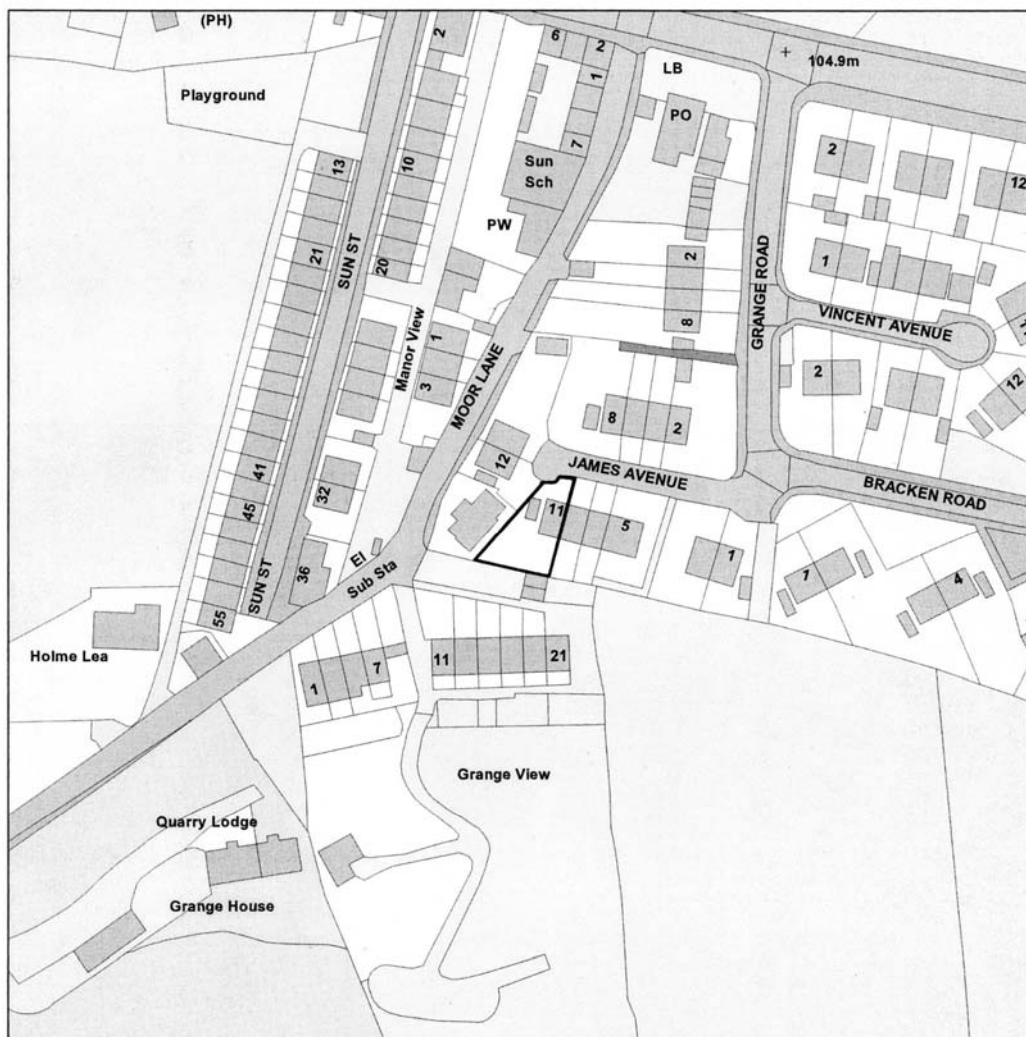 (PH)
2
6
2
1
LB
104.9m
Playground
PO
13
10
7
Sun
Sch
2
12
PW
21
SUN ST
20
2
1
GRANGE ROAD
8
VINCENT AVENUE
Manor View
1
3
MOOR LANE
2
12
8
2
41
12
JAMES AVENUE
BRACKEN ROAD
45
32
11
5
1
7
4
El
Sub Sta
36
SUN ST
55
Holme Lea
1
7
11
21
Grange View
Quarry Lodge
Grange House